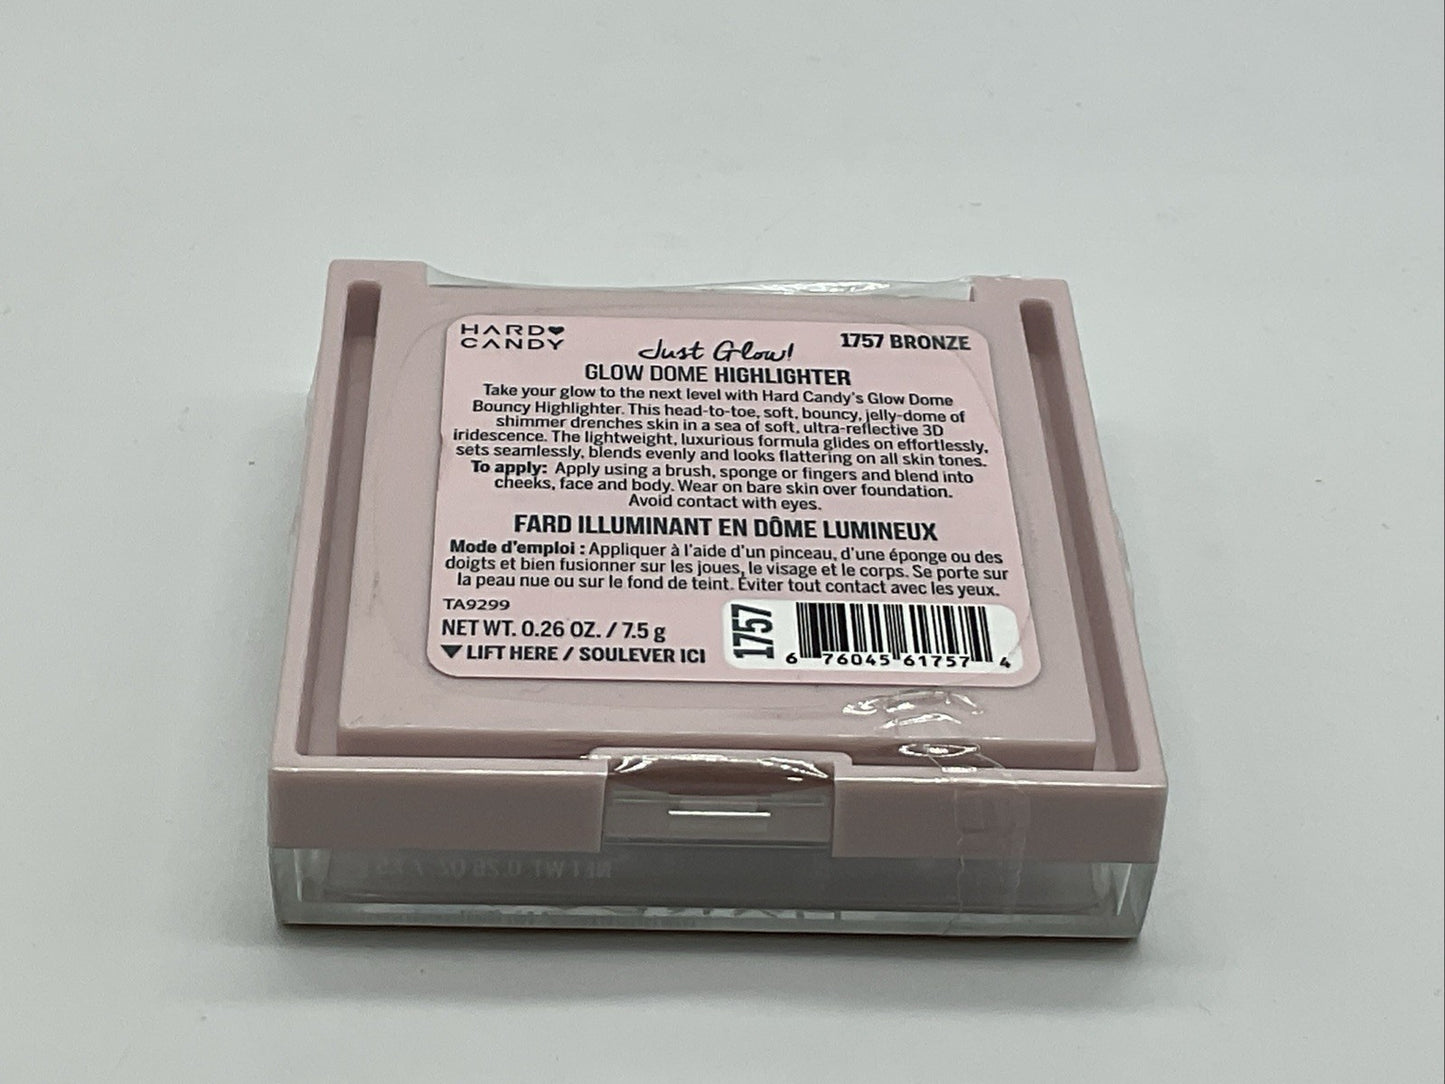 HARD♥
CANDY
1757 BRONZE
Just Glow!
GLOW DOME HIGHLIGHTER
Take your glow to the next level with Hard Candy's Glow Dome
Bouncy Highlighter. This head-to-toe, soft, bouncy, jelly-dome of
shimmer drenches skin in a sea of soft, ultra-reflective 3D
iridescence. The lightweight, luxurious formula glides on effortlessly,
sets seamlessly, blends evenly and looks flattering on all skin tones.
To apply: Apply using a brush, sponge or fingers and blend into
cheeks, face and body. Wear on bare skin over foundation.
Avoid contact with eyes.
FARD ILLUMINANT EN DÔME LUMINEUX
Mode d'emploi : Appliquer à l'aide d'un pinceau, d'une éponge ou des
doigts et bien fusionner sur les joues, le visage et le corps. Se porte sur
la peau nue ou sur le fond de teint. Éviter tout contact avec les yeux.
TA9299
NET WT. 0.26 OZ. / 7.5 g
▼ LIFT HERE / SOULEVER ICI
1757
6 76045 61757 4
NET WT 0.26 OZ